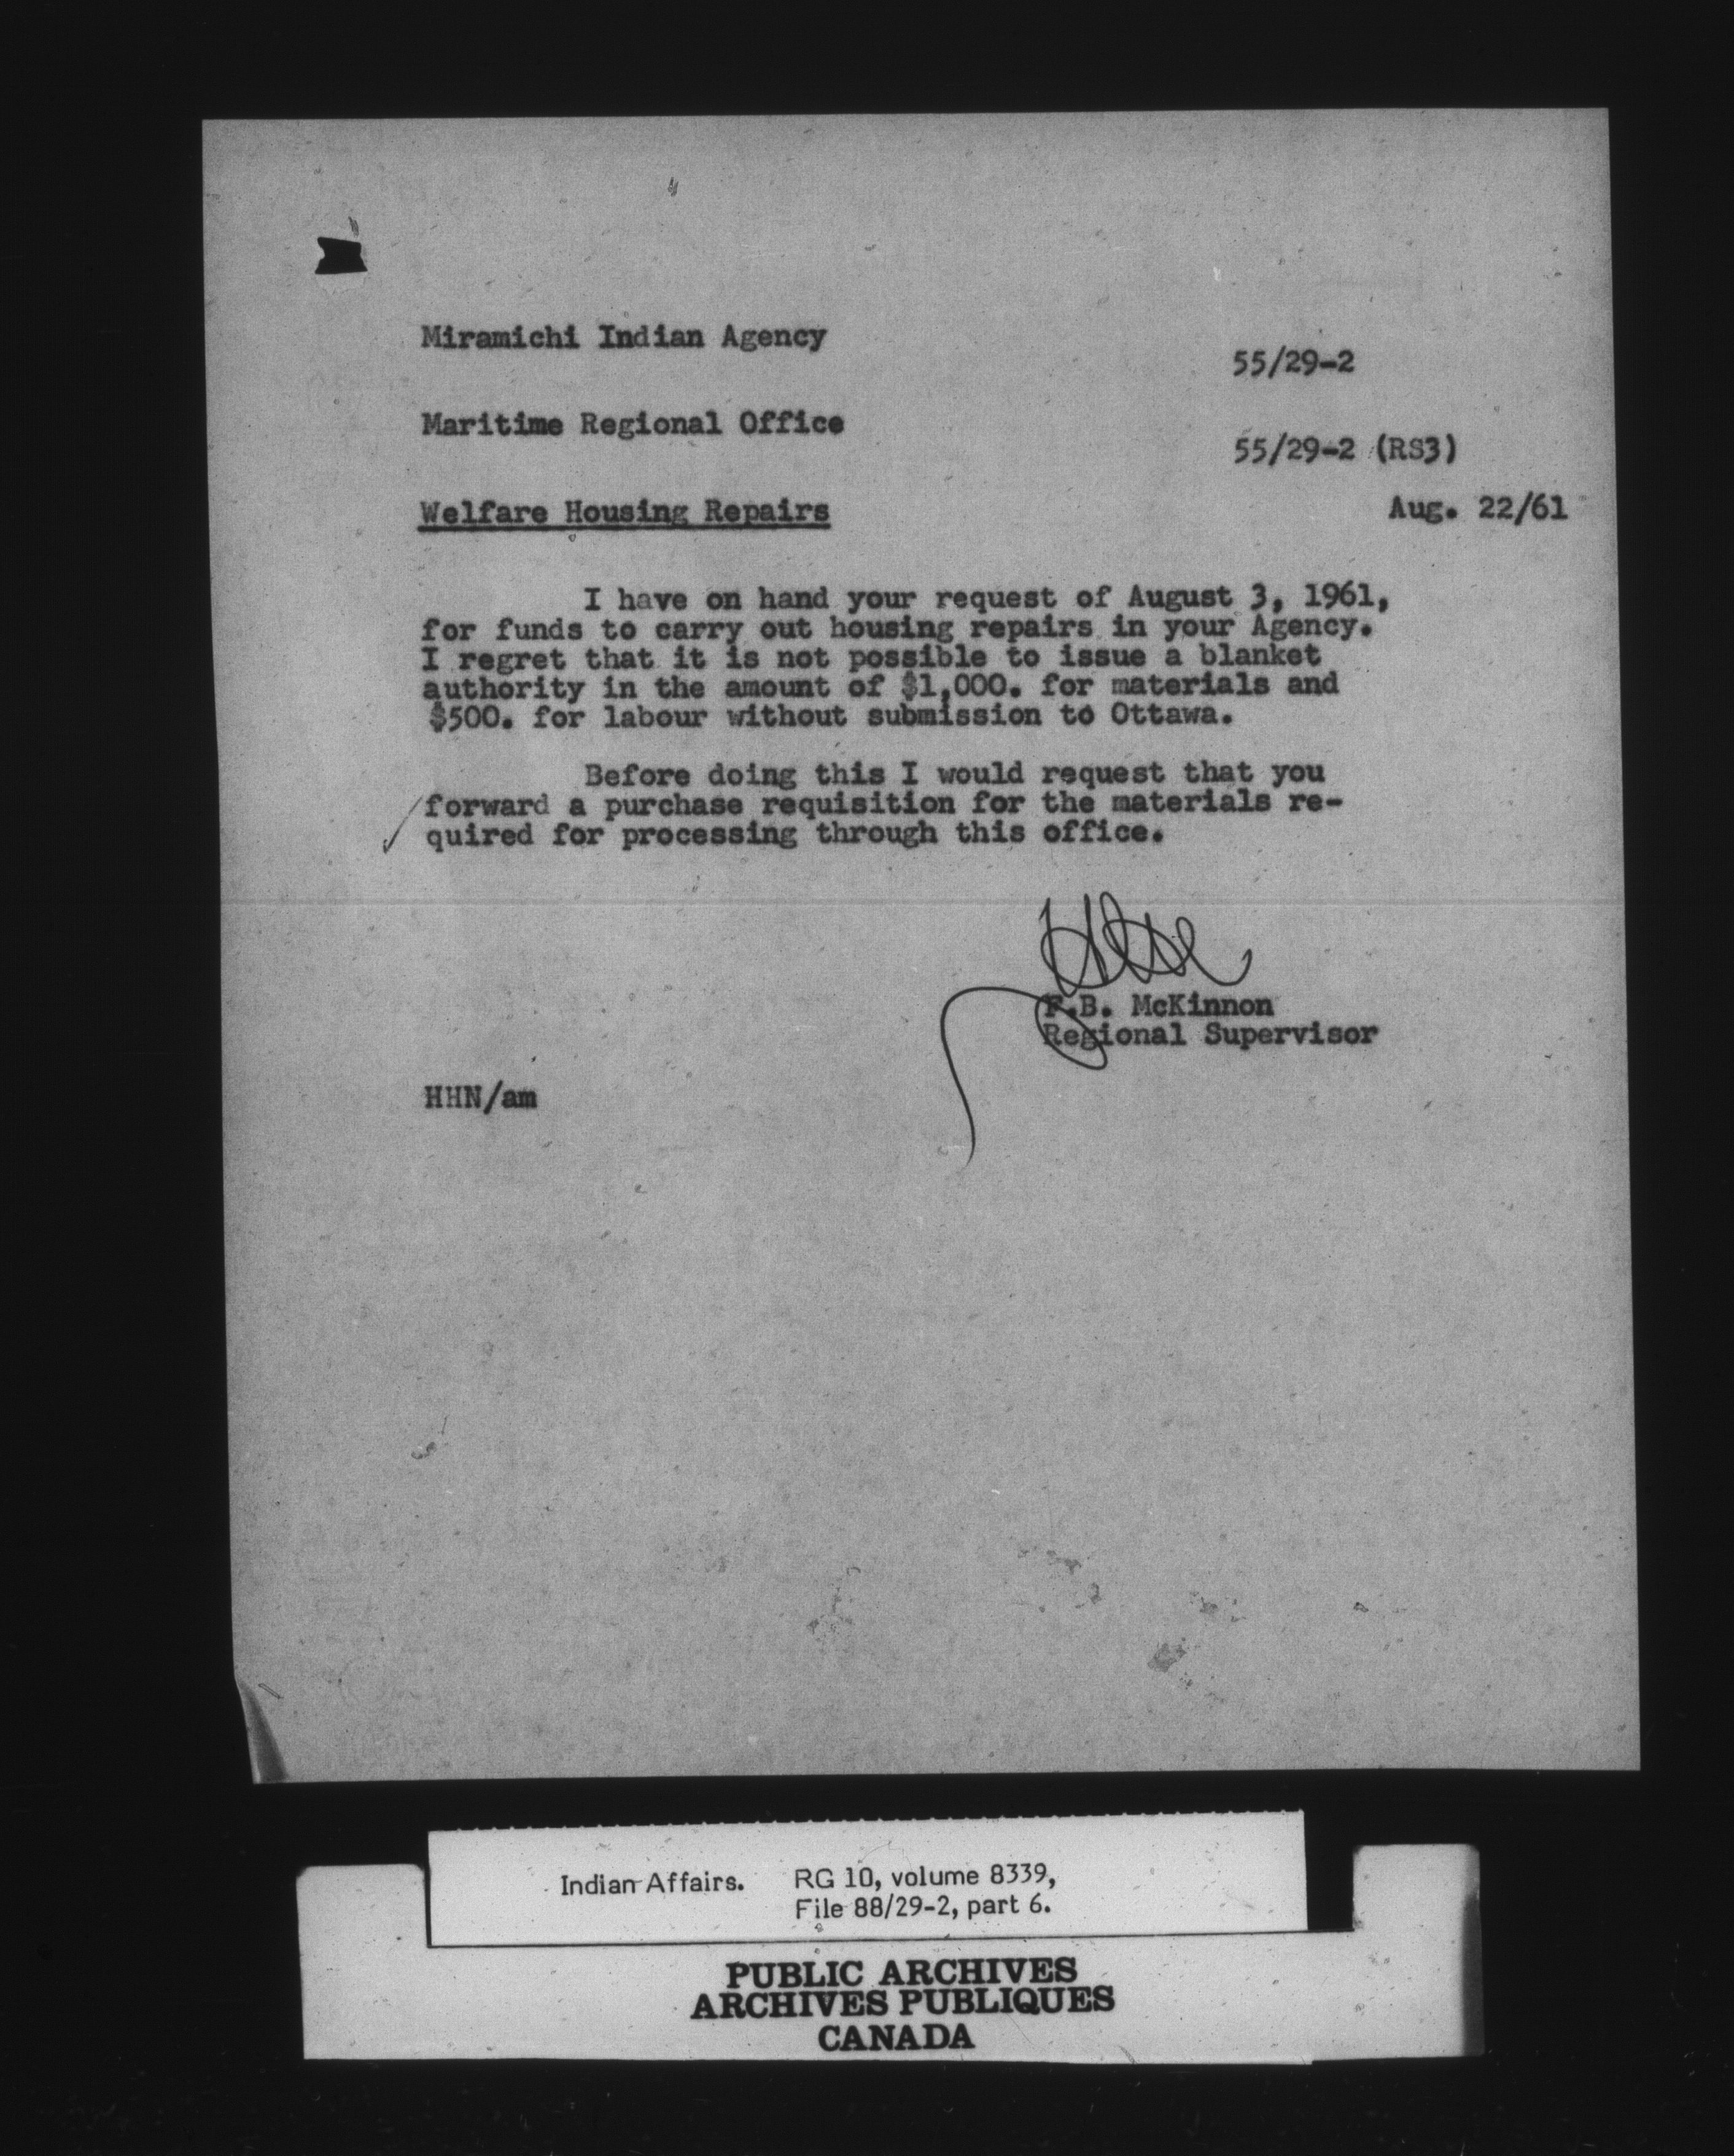 Miramichi Indian Agency
55/29-2
Maritime Regional Office
55/29-2 (RS3)
Welfare Housing Repairs
Aug. 22/61
I have on hand your request of August 3, 1961,
for funds to carry out housing repairs in your Agency.
I regret that it is not possible to issue a blanket
authority in the amount of $1,000. for materials and
$500. for labour without submission to Ottawa.
Before doing this I would request that you
forward a purchase requisition for the materials re-
quired for processing through this office.
F.B. McKinnon
Regional Supervisor
HHN/am
Indian Affairs. RG 10, volume 8339,
File 88/29-2, part 6.
PUBLIC ARCHIVES
ARCHIVES PUBLIQUES
CANADA